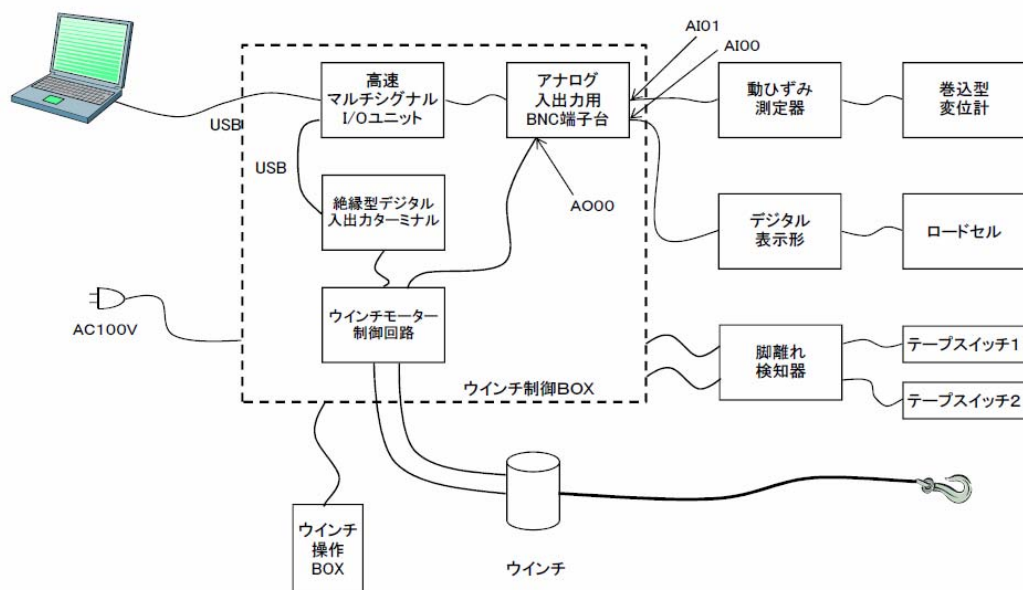 USB
高速
マルチシグナル
I/Oユニット
アナログ
入出力用
BNC端子台
AI01
AI00
動ひずみ
測定器
巻込型
変位計
USB
絶縁型デジタル
入出力ターミナル
AO00
デジタル
表示形
ロードセル
AC100V
ウインチモーター
制御回路
脚離れ
検知器
テープスイッチ1
テープスイッチ2
ウインチ制御BOX
ウインチ
操作
BOX
ウインチ